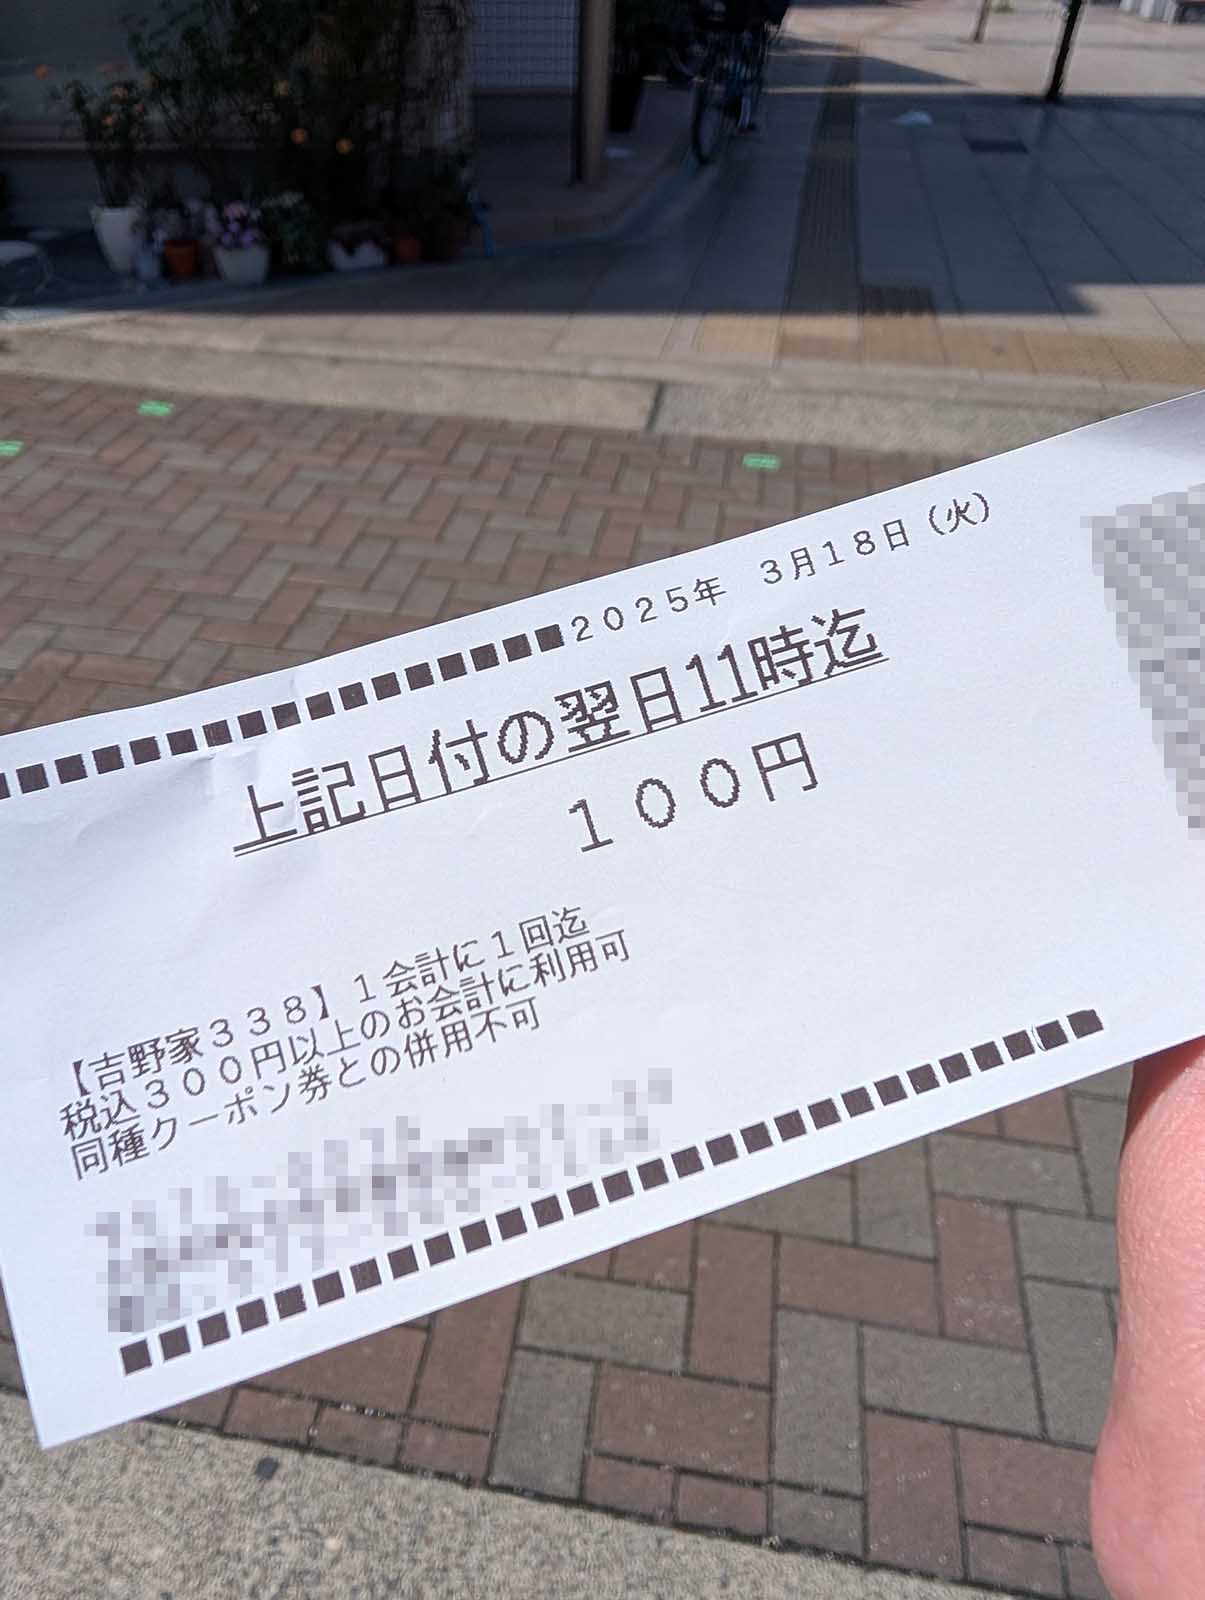 ２０２５年　３月１８日（火）
上記日付の翌日11時迄
１００円
【吉野家３３８】１会計に１回迄
税込３００円以上のお会計に利用可
同種クーポン券との併用不可